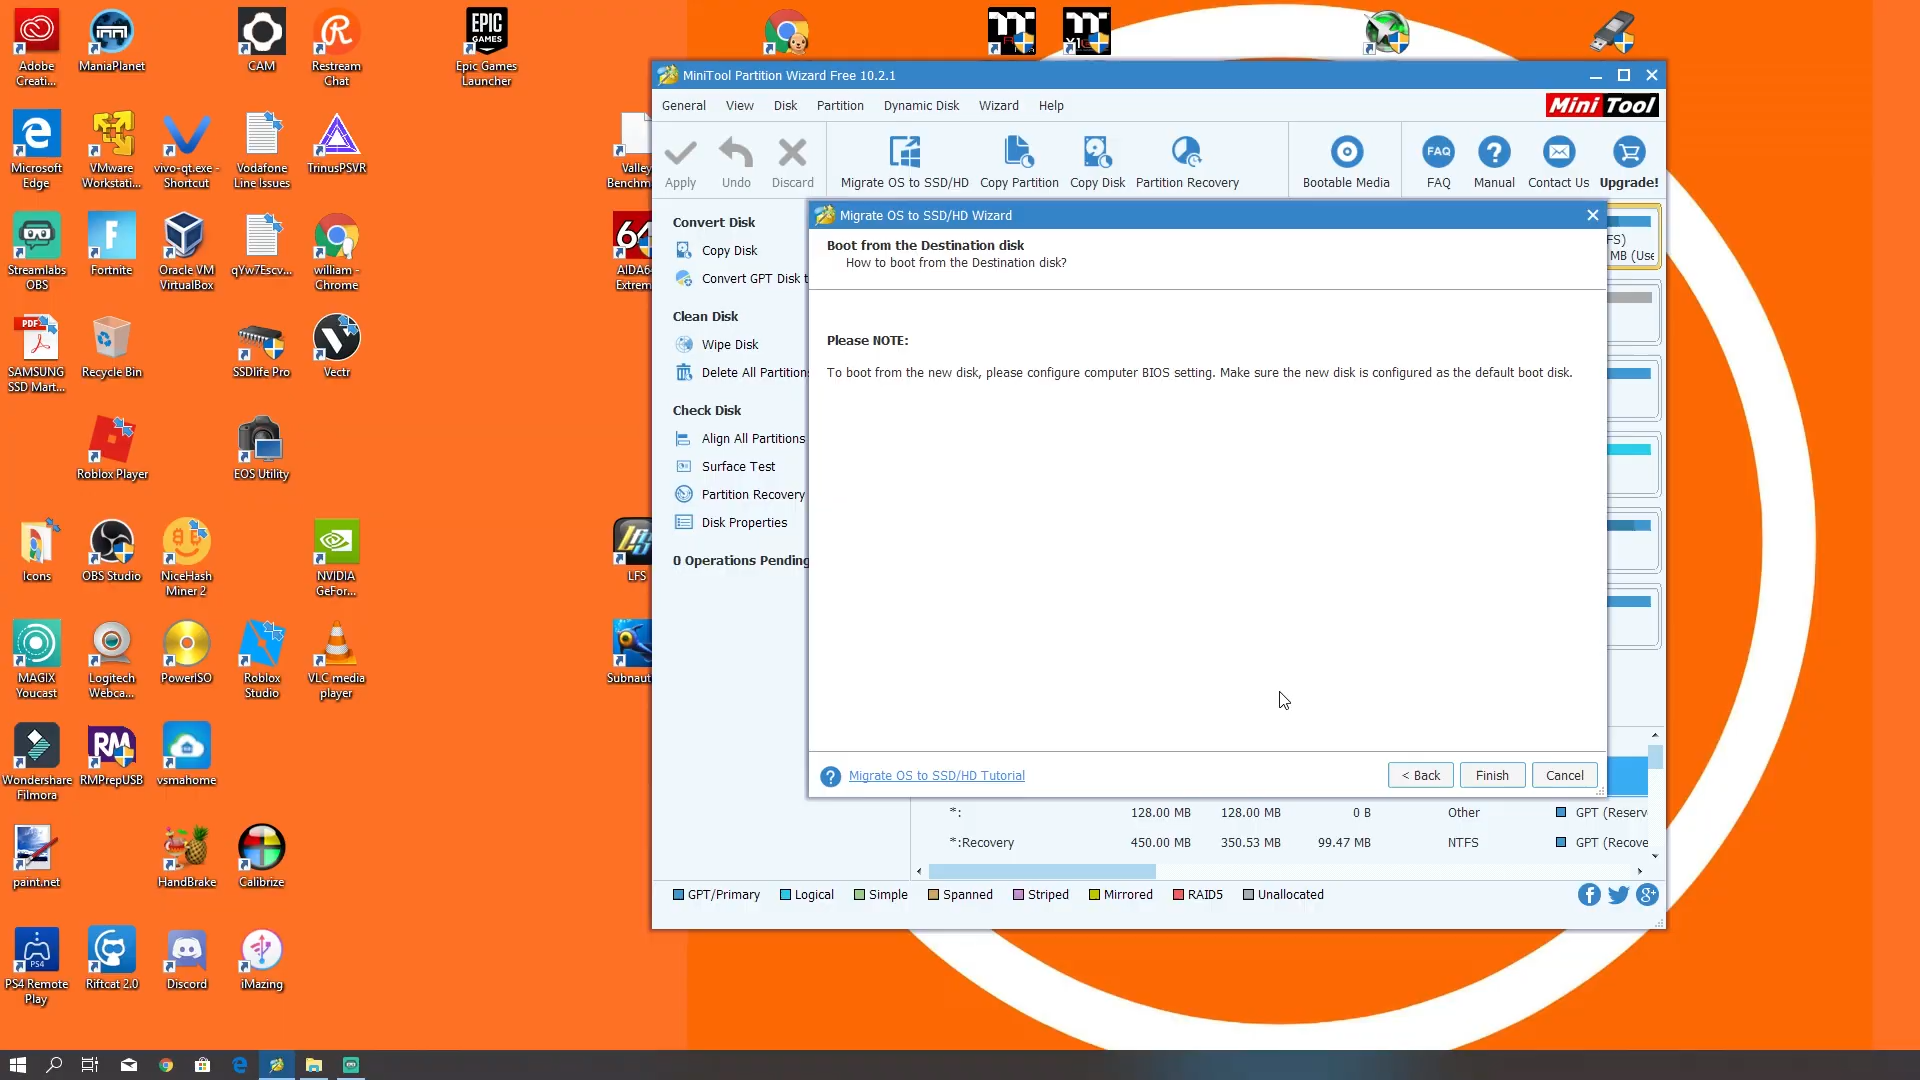 Adobe
Creati...
ManiaPlanet
CAM
Restream
Chat
EPIC
GAMES
Epic Games
Launcher
Microsoft
Edge
VMware
Workstati...
vivo-qt.exe -
Shortcut
Vodafone
Line Issues
TrinusPSVR
Valley
Benchm
Streamlabs
OBS
Fortnite
Oracle VM
VirtualBox
qYw7Escv...
william -
Chrome
64
AIDA6
Extrem
PDF
SAMSUNG
SSD Mart...
Recycle Bin
SSDlife Pro
Vectr
Roblox Player
EOS Utility
Icons
OBS Studio
NiceHash
Miner 2
NVIDIA
GeFor...
LFS
MAGIX
Youcast
Logitech
Webca...
PowerISO
Roblox
Studio
VLC media
player
Subnaut
Wondershare
Filmora
RM
RMPrepUSB
vsmahome
paint.net
HandBrake
Calibrize
PS4
PS4 Remote
Play
Riftcat 2.0
Discord
iMazing
MiniTool Partition Wizard Free 10.2.1
General View Disk Partition Dynamic Disk Wizard Help
Mini Tool
Apply Undo Discard Migrate OS to SSD/HD Copy Partition Copy Disk Partition Recovery Bootable Media FAQ Manual Contact Us Upgrade!
FAQ
Convert Disk
Copy Disk
Convert GPT Disk t
Clean Disk
Wipe Disk
Delete All Partition
Check Disk
Align All Partitions
Surface Test
Partition Recovery
Disk Properties
0 Operations Pending
Migrate OS to SSD/HD Wizard
Boot from the Destination disk
How to boot from the Destination disk?
Please NOTE:
To boot from the new disk, please configure computer BIOS setting. Make sure the new disk is configured as the default boot disk.
Migrate OS to SSD/HD Tutorial
< Back Finish Cancel
FS)
MB (Use
*: 128.00 MB 128.00 MB 0 B Other GPT (Reserv
*:Recovery 450.00 MB 350.53 MB 99.47 MB NTFS GPT (Recove
GPT/Primary Logical Simple Spanned Striped Mirrored RAID5 Unallocated